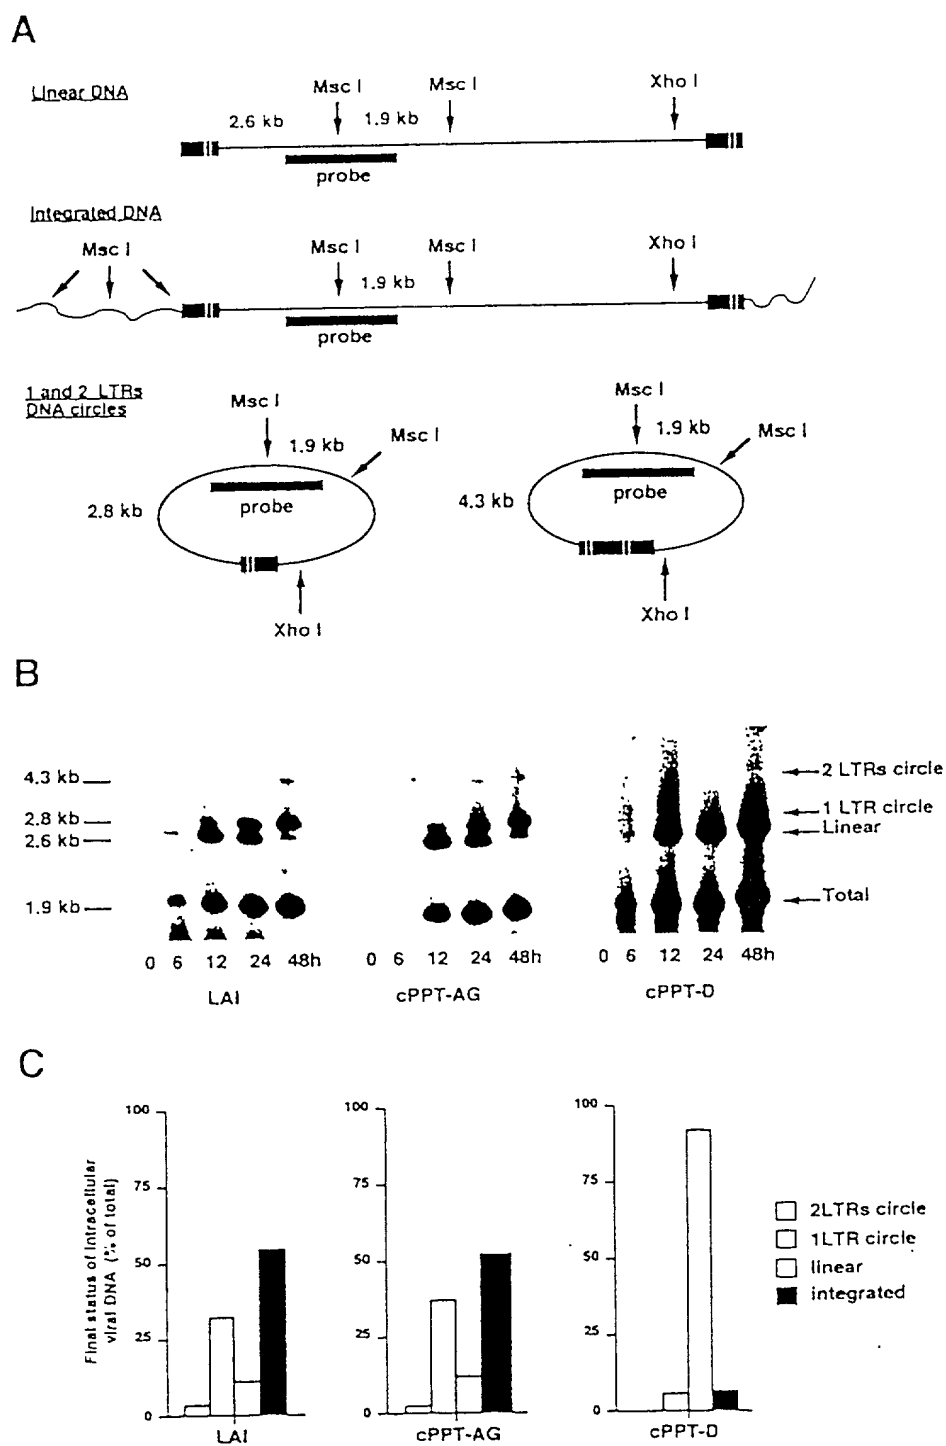 A
Linear DNA
Msc I
Msc I
Xho I
2.6 kb
1.9 kb
probe
Integrated DNA
Msc I
Msc I
Msc I
Xho I
1.9 kb
probe
1 and 2 LTRs
DNA circles
Msc I
1.9 kb
Msc I
2.8 kb
probe
Xho I
Msc I
1.9 kb
Msc I
4.3 kb
probe
Xho I
B
4.3 kb
2.8 kb
2.6 kb
1.9 kb
2 LTRs circle
1 LTR circle
Linear
Total
0 6 12 24 48h
LAI
0 6 12 24 48h
cPPT-AG
0 6 12 24 48h
cPPT-D
C
Final status of intracellular
viral DNA (% of total)
100
75
50
25
0
LAI
100
75
50
25
0
cPPT-AG
100
75
50
25
0
cPPT-D
2LTRs circle
1LTR circle
linear
integrated